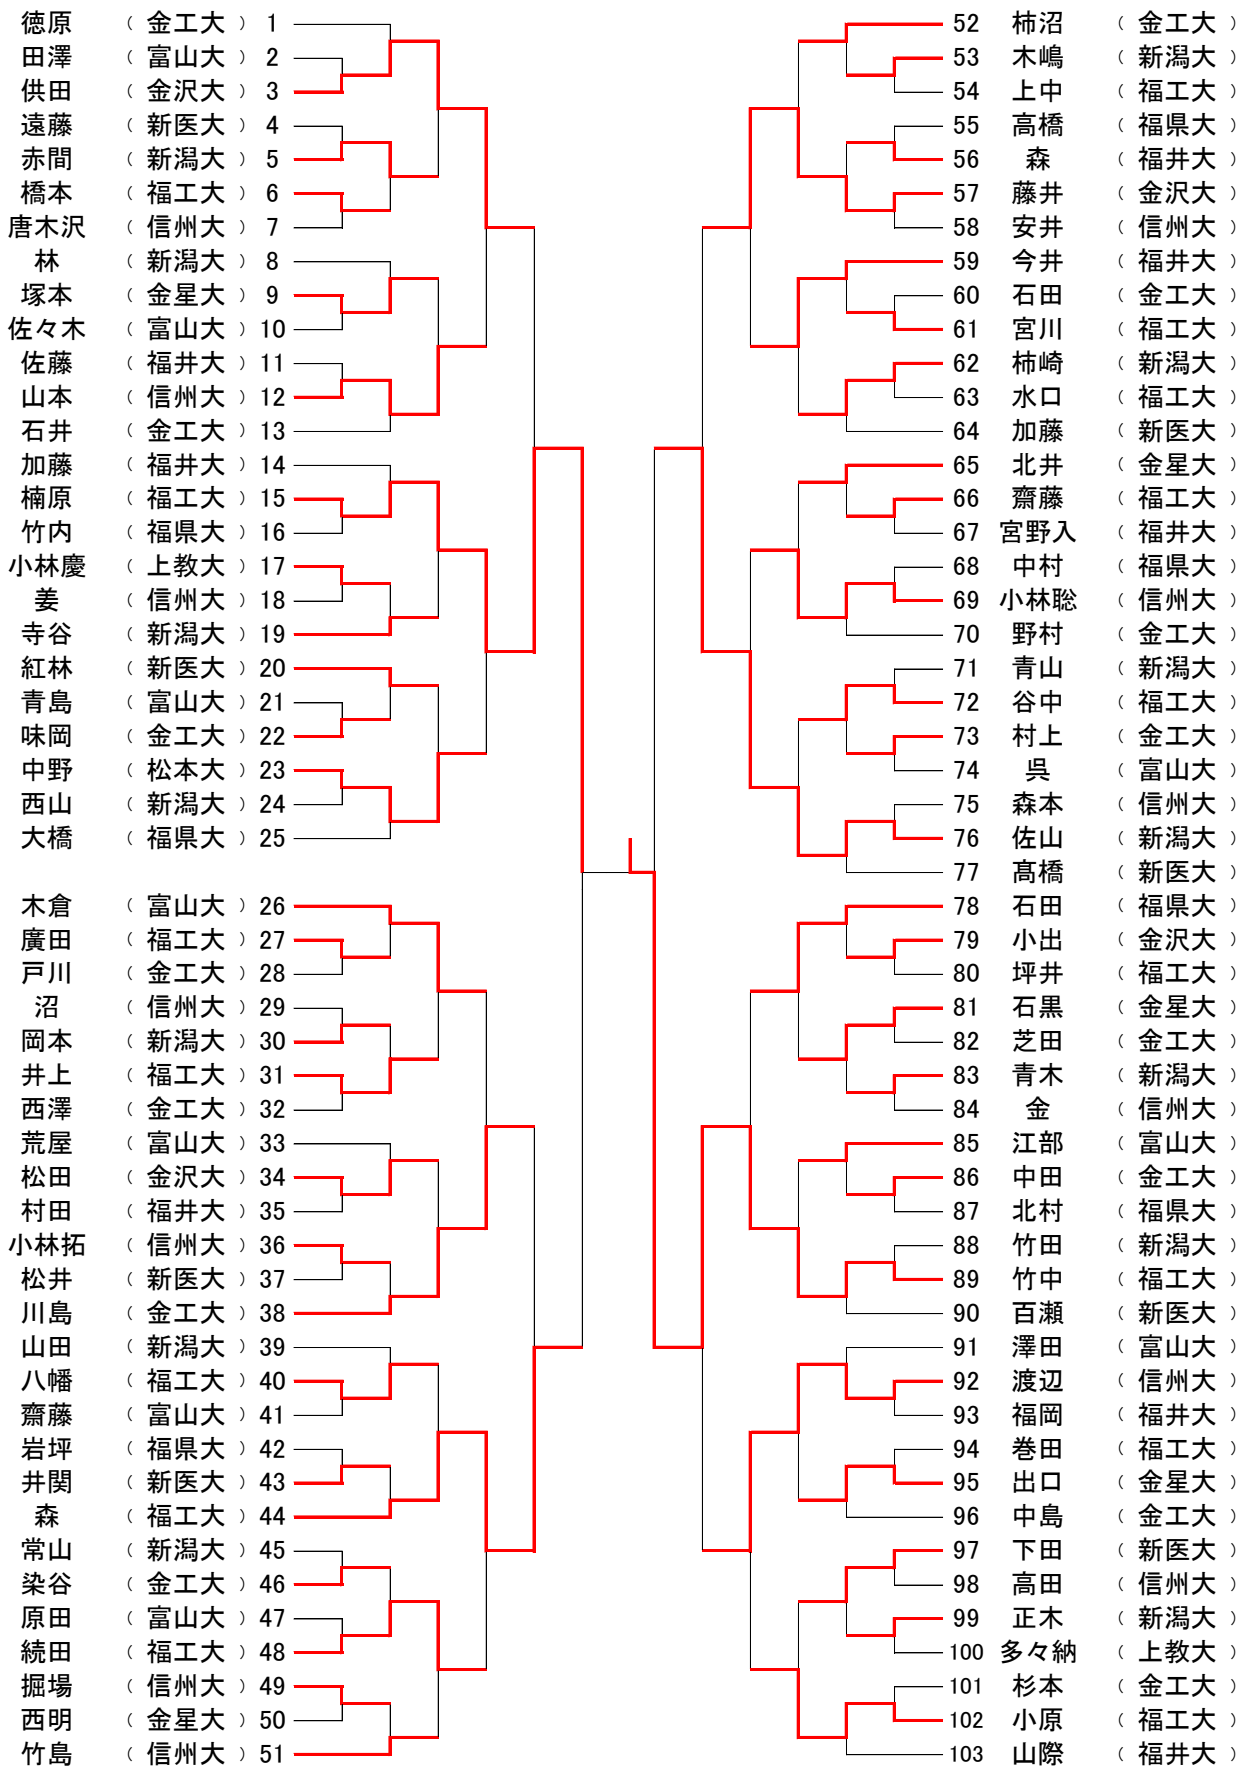 徳原 （ 金工大 ） 1
田澤 （ 富山大 ） 2
供田 （ 金沢大 ） 3
遠藤 （ 新医大 ） 4
赤間 （ 新潟大 ） 5
橋本 （ 福工大 ） 6
唐木沢 （ 信州大 ） 7
林 （ 新潟大 ） 8
塚本 （ 金星大 ） 9
佐々木 （ 富山大 ） 10
佐藤 （ 福井大 ） 11
山本 （ 信州大 ） 12
石井 （ 金工大 ） 13
加藤 （ 福井大 ） 14
楠原 （ 福工大 ） 15
竹内 （ 福県大 ） 16
小林慶 （ 上教大 ） 17
姜 （ 信州大 ） 18
寺谷 （ 新潟大 ） 19
紅林 （ 新医大 ） 20
青島 （ 富山大 ） 21
味岡 （ 金工大 ） 22
中野 （ 松本大 ） 23
西山 （ 新潟大 ） 24
大橋 （ 福県大 ） 25
木倉 （ 富山大 ） 26
廣田 （ 福工大 ） 27
戸川 （ 金工大 ） 28
沼 （ 信州大 ） 29
岡本 （ 新潟大 ） 30
井上 （ 福工大 ） 31
西澤 （ 金工大 ） 32
荒屋 （ 富山大 ） 33
松田 （ 金沢大 ） 34
村田 （ 福井大 ） 35
小林拓 （ 信州大 ） 36
松井 （ 新医大 ） 37
川島 （ 金工大 ） 38
山田 （ 新潟大 ） 39
八幡 （ 福工大 ） 40
齋藤 （ 富山大 ） 41
岩坪 （ 福県大 ） 42
井関 （ 新医大 ） 43
森 （ 福工大 ） 44
常山 （ 新潟大 ） 45
染谷 （ 金工大 ） 46
原田 （ 富山大 ） 47
続田 （ 福工大 ） 48
掘場 （ 信州大 ） 49
西明 （ 金星大 ） 50
竹島 （ 信州大 ） 51
52 柿沼 （ 金工大 ）
53 木嶋 （ 新潟大 ）
54 上中 （ 福工大 ）
55 高橋 （ 福県大 ）
56 森 （ 福井大 ）
57 藤井 （ 金沢大 ）
58 安井 （ 信州大 ）
59 今井 （ 福井大 ）
60 石田 （ 金工大 ）
61 宮川 （ 福工大 ）
62 柿崎 （ 新潟大 ）
63 水口 （ 福工大 ）
64 加藤 （ 新医大 ）
65 北井 （ 金星大 ）
66 齋藤 （ 福工大 ）
67 宮野入 （ 福井大 ）
68 中村 （ 福県大 ）
69 小林聡 （ 信州大 ）
70 野村 （ 金工大 ）
71 青山 （ 新潟大 ）
72 谷中 （ 福工大 ）
73 村上 （ 金工大 ）
74 呉 （ 富山大 ）
75 森本 （ 信州大 ）
76 佐山 （ 新潟大 ）
77 髙橋 （ 新医大 ）
78 石田 （ 福県大 ）
79 小出 （ 金沢大 ）
80 坪井 （ 福工大 ）
81 石黒 （ 金星大 ）
82 芝田 （ 金工大 ）
83 青木 （ 新潟大 ）
84 金 （ 信州大 ）
85 江部 （ 富山大 ）
86 中田 （ 金工大 ）
87 北村 （ 福県大 ）
88 竹田 （ 新潟大 ）
89 竹中 （ 福工大 ）
90 百瀬 （ 新医大 ）
91 澤田 （ 富山大 ）
92 渡辺 （ 信州大 ）
93 福岡 （ 福井大 ）
94 巻田 （ 福工大 ）
95 出口 （ 金星大 ）
96 中島 （ 金工大 ）
97 下田 （ 新医大 ）
98 高田 （ 信州大 ）
99 正木 （ 新潟大 ）
100 多々納 （ 上教大 ）
101 杉本 （ 金工大 ）
102 小原 （ 福工大 ）
103 山際 （ 福井大 ）